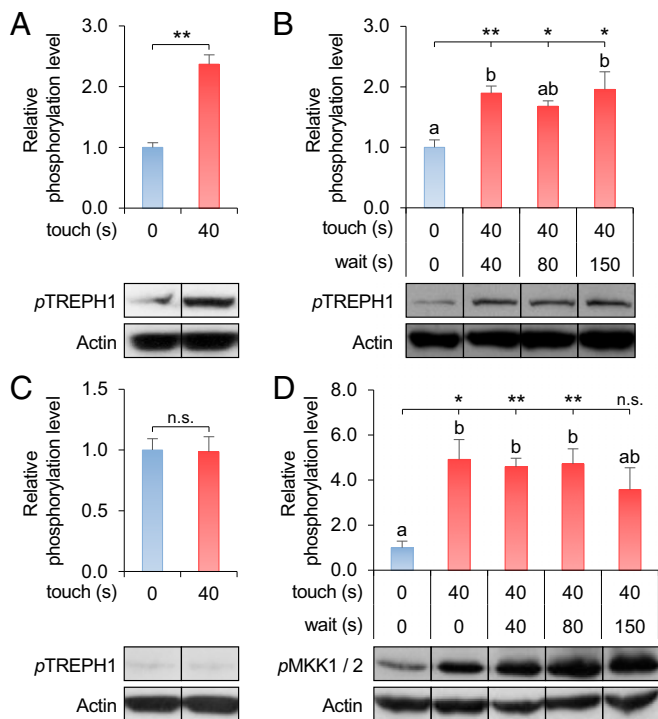 A
Relative phosphorylation level
3.0
2.0
1.0
0.0
**
touch (s) 0 40
pTREPH1
Actin
B
Relative phosphorylation level
3.0
2.0
1.0
0.0
** * *
a b ab b
touch (s) 0 40 40 40
wait (s) 0 40 80 150
pTREPH1
Actin
C
Relative phosphorylation level
1.5
1.0
0.5
0.0
n.s.
touch (s) 0 40
pTREPH1
Actin
D
Relative phosphorylation level
8.0
6.0
4.0
2.0
0.0
* ** ** n.s.
a b b b ab
touch (s) 0 40 40 40 40
wait (s) 0 0 40 80 150
pMKK1 / 2
Actin